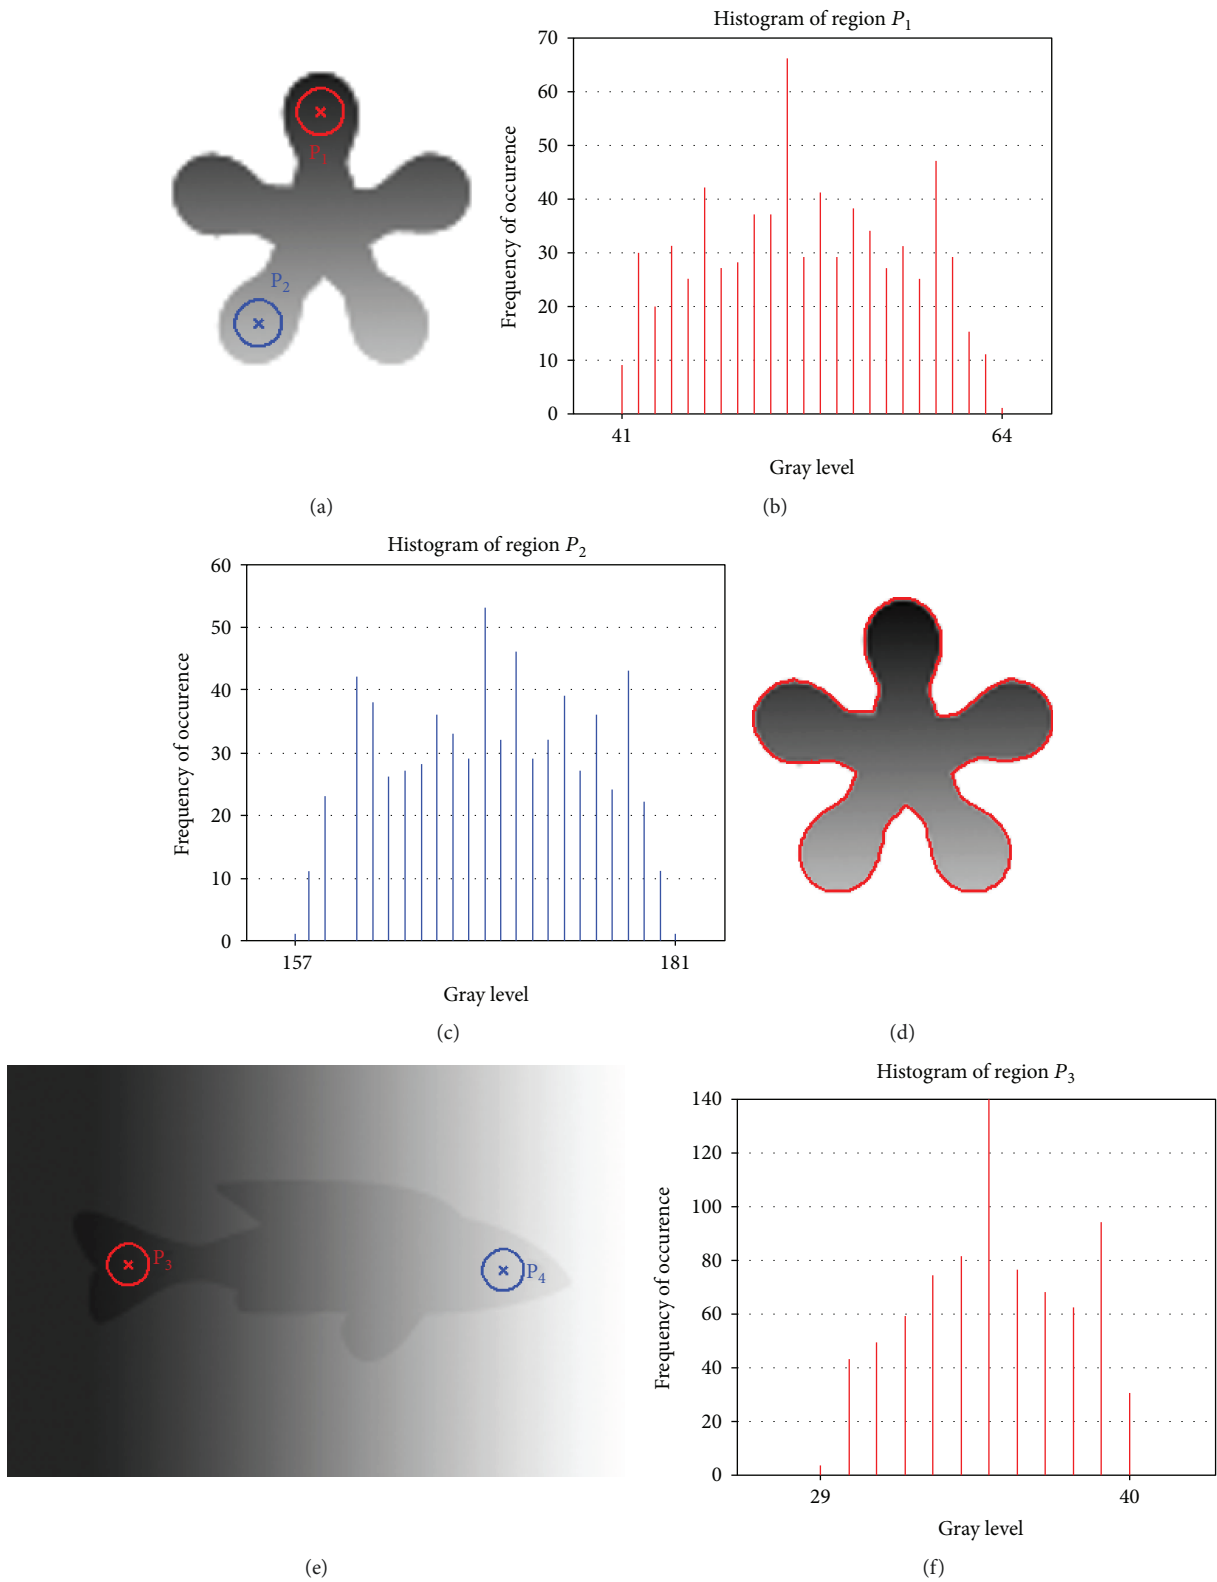 P1
P2
(a)
Histogram of region P1
Frequency of occurence
70
60
50
40
30
20
10
0
41
64
Gray level
(b)
Histogram of region P2
Frequency of occurence
60
50
40
30
20
10
0
157
181
Gray level
(c)
(d)
P3
P4
(e)
Histogram of region P3
Frequency of occurence
140
120
100
80
60
40
20
0
29
40
Gray level
(f)